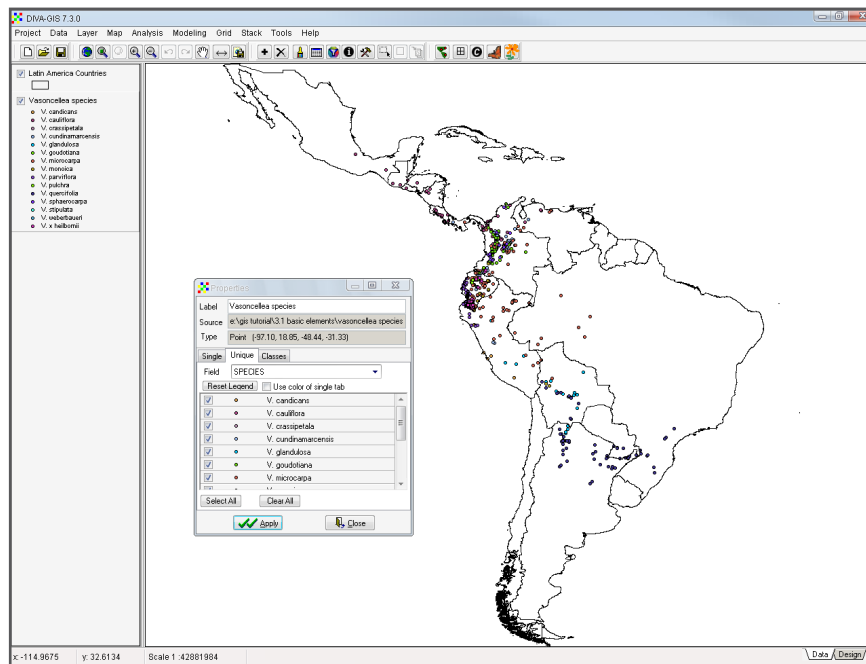 DIVA-GIS 7.3.0
Project Data Layer Map Analysis Modeling Grid Stack Tools Help
Latin America Countries
Vasoncellea species
V. candicans
V. cauliflora
V. crassipetala
V. cundinamarcensis
V. glandulosa
V. goudotiana
V. microcarpa
V. monoica
V. parviflora
V. pulchra
V. quercifolia
V. sphaerocarpa
V. stipulata
V. weberbaueri
V. x heilbornii
Properties
Label Vasoncellea species
Source e:\gis tutorial\3.1 basic elements\vasoncellea species
Type Point (-97.10, 18.85, -48.44, -31.33)
Single Unique Classes
Field SPECIES
Reset Legend Use color of single tab
V. candicans
V. cauliflora
V. crassipetala
V. cundinamarcensis
V. glandulosa
V. goudotiana
V. microcarpa
Select All Clear All
Apply Close
Data Design
x: -114.9675 y: 32.6134 Scale 1 :42881984